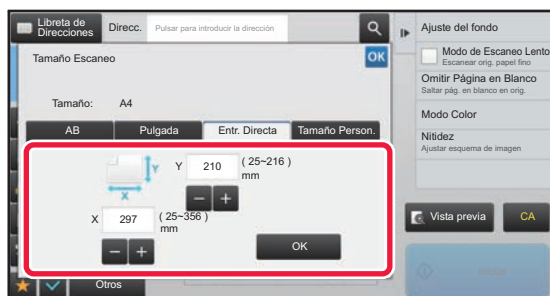 Libreta de
Direcciones
Direcc.
Pulsar para introducir la dirección
Tamaño Escaneo
OK
Tamaño: A4
AB
Pulgada
Entr. Directa
Tamaño Person.
Y
Y 210 ( 25~216 )
mm
X
X 297 ( 25~356 )
mm
OK
Otros
Ajuste del fondo
Modo de Escaneo Lento
Escanear orig. papel fino
Omitir Página en Blanco
Saltar pág. en blanco en orig.
Modo Color
Nitidez
Ajustar esquema de imagen
Vista previa
CA